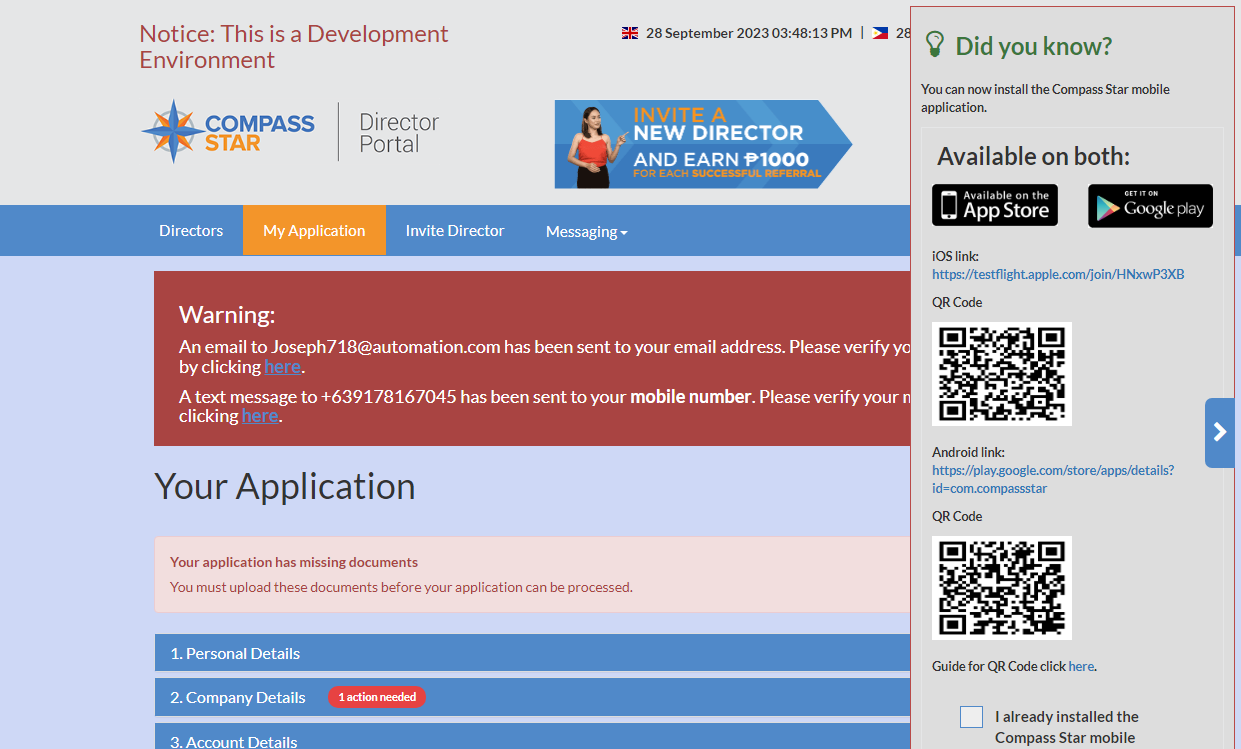 Notice: This is a Development
Environment
28 September 2023 03:48:13 PM | 28
COMPASS
STAR
Director
Portal
INVITE A
NEW DIRECTOR
AND EARN ₱1000
FOR EACH SUCCESSFUL REFERRAL
Directors
My Application
Invite Director
Messaging
Warning:
An email to Joseph718@automation.com has been sent to your email address. Please verify yo
by clicking here.
A text message to +639178167045 has been sent to your mobile number. Please verify your
clicking here.
Your Application
Your application has missing documents
You must upload these documents before your application can be processed.
1. Personal Details
2. Company Details
1 action needed
3. Account Details
Did you know?
You can now install the Compass Star mobile
application.
Available on both:
Available on the
App Store
GET IT ON
Google play
iOS link:
https://testflight.apple.com/join/HNxwP3XB
QR Code
Android link:
https://play.google.com/store/apps/details?
id=com.compassstar
QR Code
Guide for QR Code click here.
I already installed the
Compass Star mobile